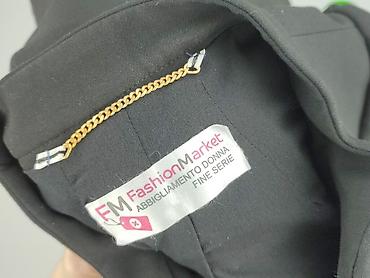 FM FashionMarket
ABBIGLIAMENTO DONNA
FINE SERIE
%